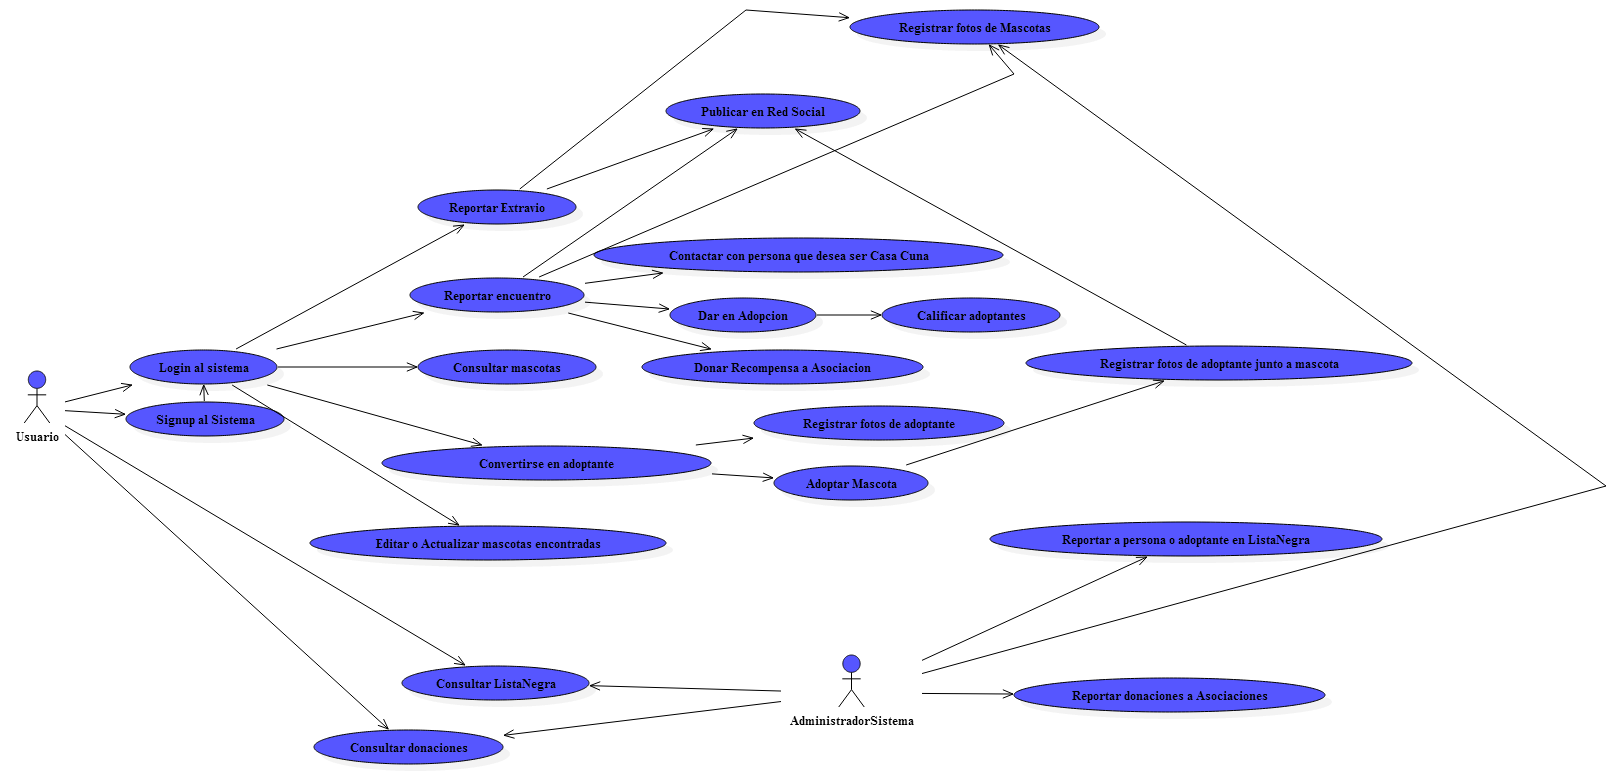 Registrar fotos de Mascotas
Publicar en Red Social
Reportar Extravio
Contactar con persona que desea ser Casa Cuna
Reportar encuentro
Dar en Adopcion
Calificar adoptantes
Login al sistema
Consultar mascotas
Donar Recompensa a Asociacion
Registrar fotos de adoptante junto a mascota
Signup al Sistema
Usuario
Registrar fotos de adoptante
Convertirse en adoptante
Adoptar Mascota
Editar o Actualizar mascotas encontradas
Reportar a persona o adoptante en ListaNegra
Consultar ListaNegra
Reportar donaciones a Asociaciones
AdministradorSistema
Consultar donaciones